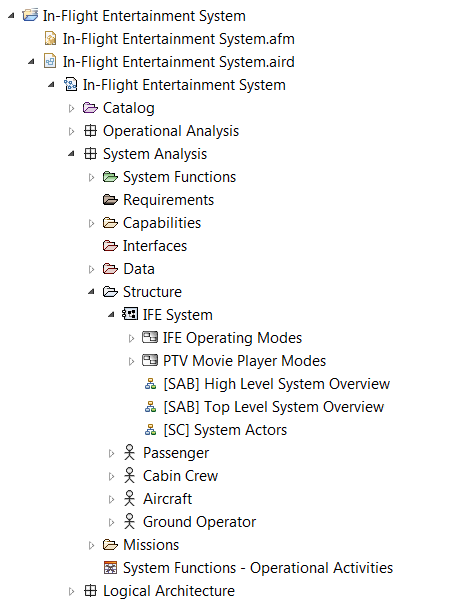 In-Flight Entertainment System
In-Flight Entertainment System.afm
In-Flight Entertainment System.aird
In-Flight Entertainment System
Catalog
Operational Analysis
System Analysis
System Functions
Requirements
Capabilities
Interfaces
Data
Structure
IFE System
IFE Operating Modes
PTV Movie Player Modes
[SAB] High Level System Overview
[SAB] Top Level System Overview
[SC] System Actors
Passenger
Cabin Crew
Aircraft
Ground Operator
Missions
System Functions - Operational Activities
Logical Architecture